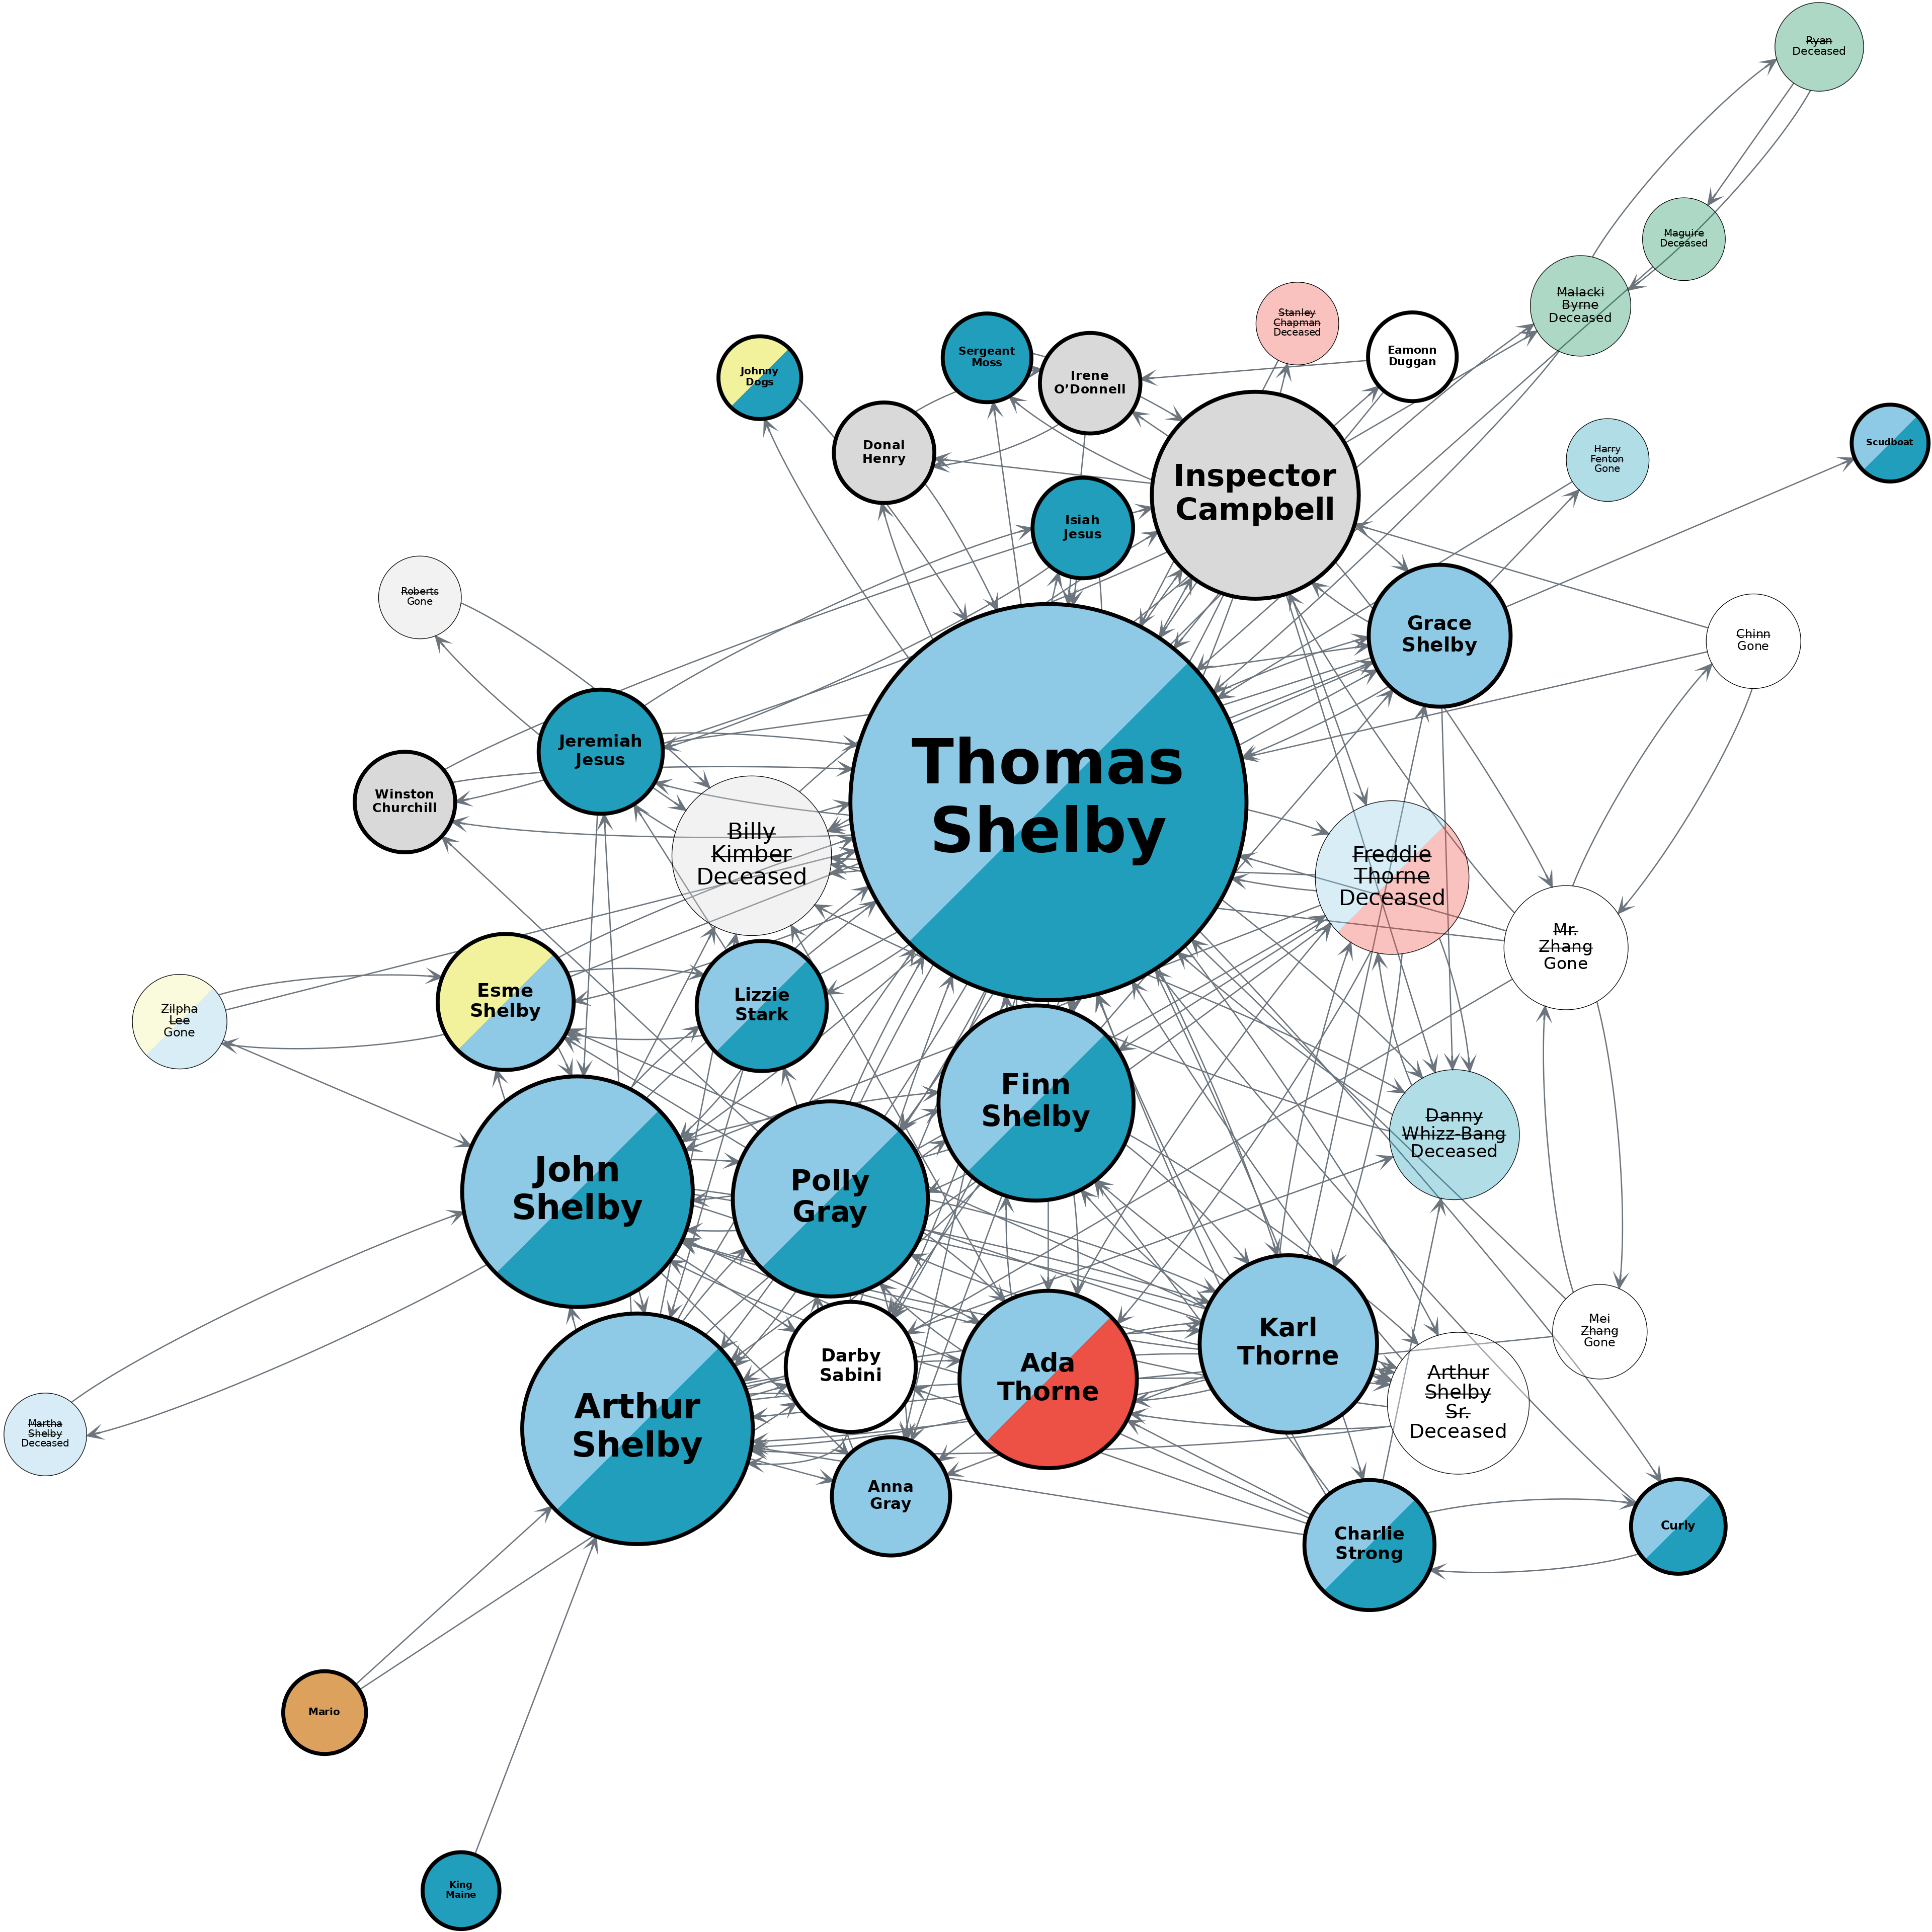 Ryan
Deceased
Maguire
Deceased
Malacki
Byrne
Deceased
Stanley
Chapman
Deceased
Eamonn
Duggan
Sergeant
Moss
Irene
O’Donnell
Johnny
Dogs
Donal
Henry
Scudboat
Harry
Fenton
Gone
Inspector
Campbell
Isiah
Jesus
Roberts
Gone
Grace
Shelby
Chinn
Gone
Jeremiah
Jesus
Thomas
Shelby
Winston
Churchill
Billy
Kimber
Deceased
Freddie
Thorne
Deceased
Mr.
Zhang
Gone
Esme
Shelby
Lizzie
Stark
Zilpha
Lee
Gone
Finn
Shelby
Danny
Whizz-Bang
Deceased
John
Shelby
Polly
Gray
Karl
Thorne
Mei
Zhang
Gone
Darby
Sabini
Ada
Thorne
Arthur
Shelby
Sr.
Deceased
Arthur
Shelby
Martha
Shelby
Deceased
Anna
Gray
Charlie
Strong
Curly
Mario
King
Maine